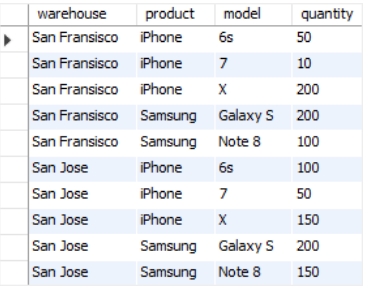 warehouse product model quantity
San Fransisco iPhone 6s 50
San Fransisco iPhone 7 10
San Fransisco iPhone X 200
San Fransisco Samsung Galaxy S 200
San Fransisco Samsung Note 8 100
San Jose iPhone 6s 100
San Jose iPhone 7 50
San Jose iPhone X 150
San Jose Samsung Galaxy S 200
San Jose Samsung Note 8 150